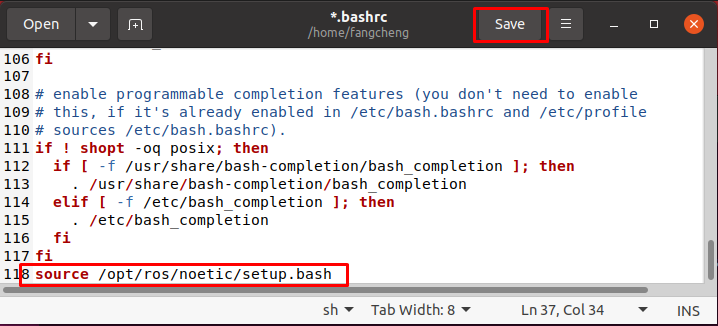 Open
*.bashrc
/home/fangcheng
Save
106 fi
107
108 # enable programmable completion features (you don't need to enable
109 # this, if it's already enabled in /etc/bash.bashrc and /etc/profile
110 # sources /etc/bash.bashrc).
111 if ! shopt -oq posix; then
112   if [ -f /usr/share/bash-completion/bash_completion ]; then
113     . /usr/share/bash-completion/bash_completion
114   elif [ -f /etc/bash_completion ]; then
115     . /etc/bash_completion
116   fi
117 fi
118 source /opt/ros/noetic/setup.bash
sh Tab Width: 8 Ln 37, Col 34 INS